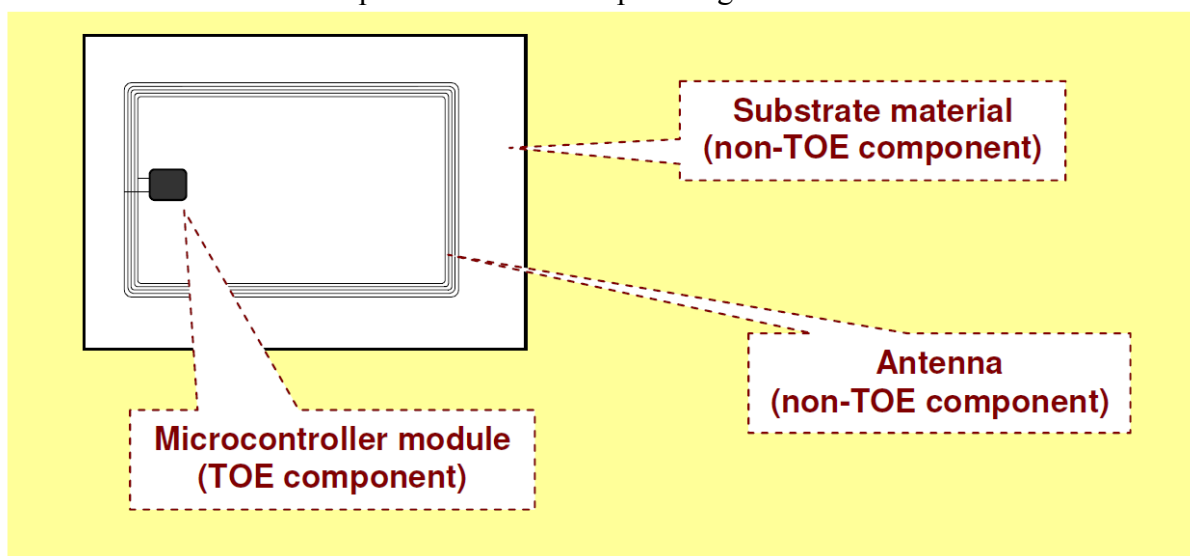 Substrate material
(non-TOE component)
Antenna
(non-TOE component)
Microcontroller module
(TOE component)